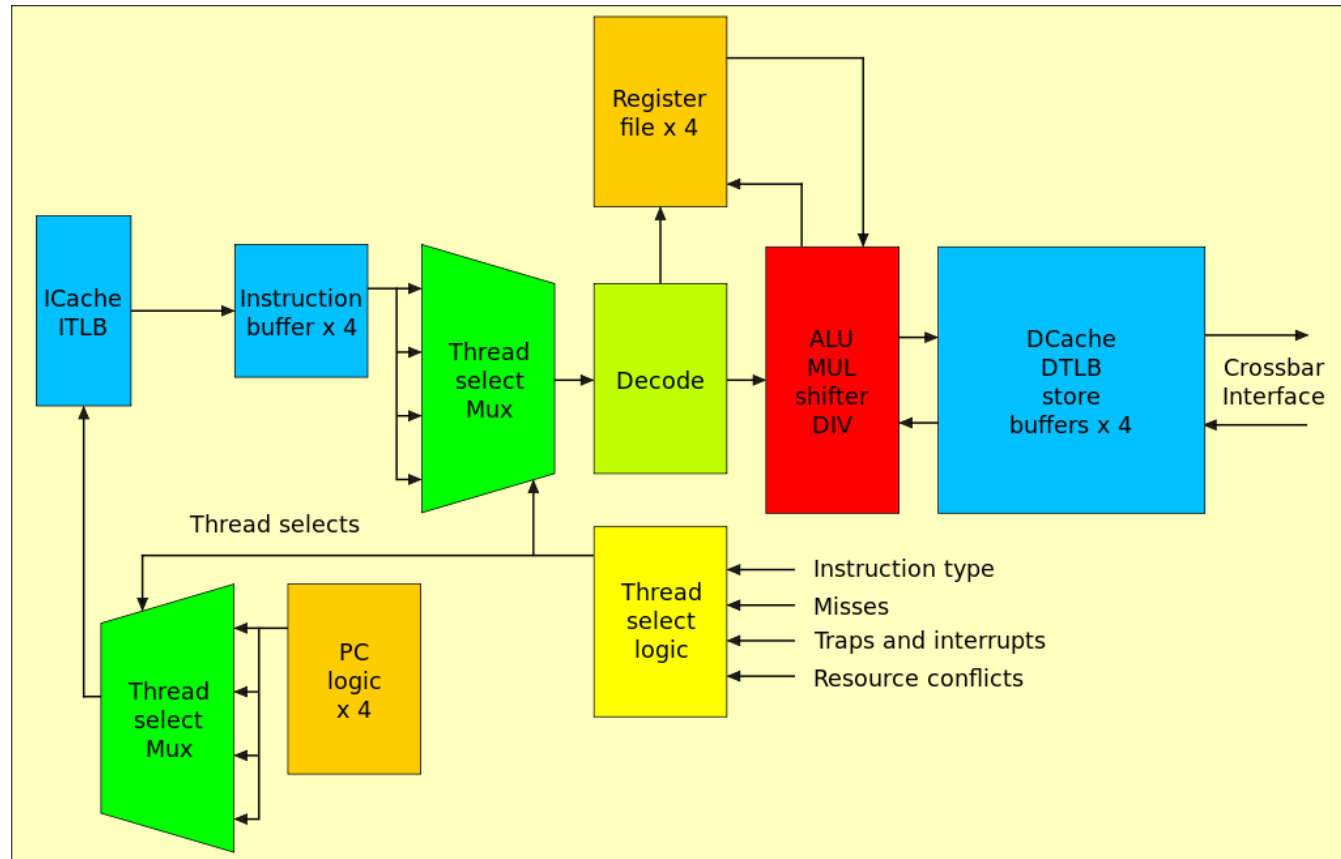 Register
file x 4
ICache
ITLB
Instruction
buffer x 4
Thread
select
Mux
Decode
ALU
MUL
shifter
DIV
DCache
DTLB
store
buffers x 4
Crossbar
Interface
Thread selects
Thread
select
logic
Instruction type
Misses
Traps and interrupts
Resource conflicts
Thread
select
Mux
PC
logic
x 4